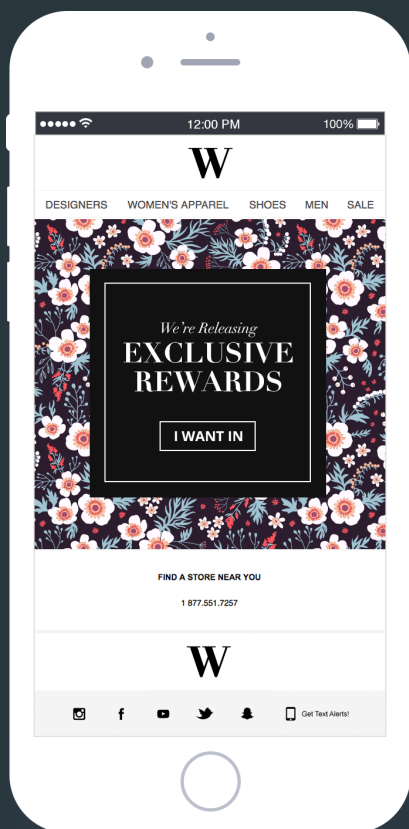 12:00 PM 100%
W
DESIGNERS WOMEN'S APPAREL SHOES MEN SALE
We're Releasing
EXCLUSIVE
REWARDS
I WANT IN
FIND A STORE NEAR YOU
1 877.551.7257
W
f Get Text Alerts!